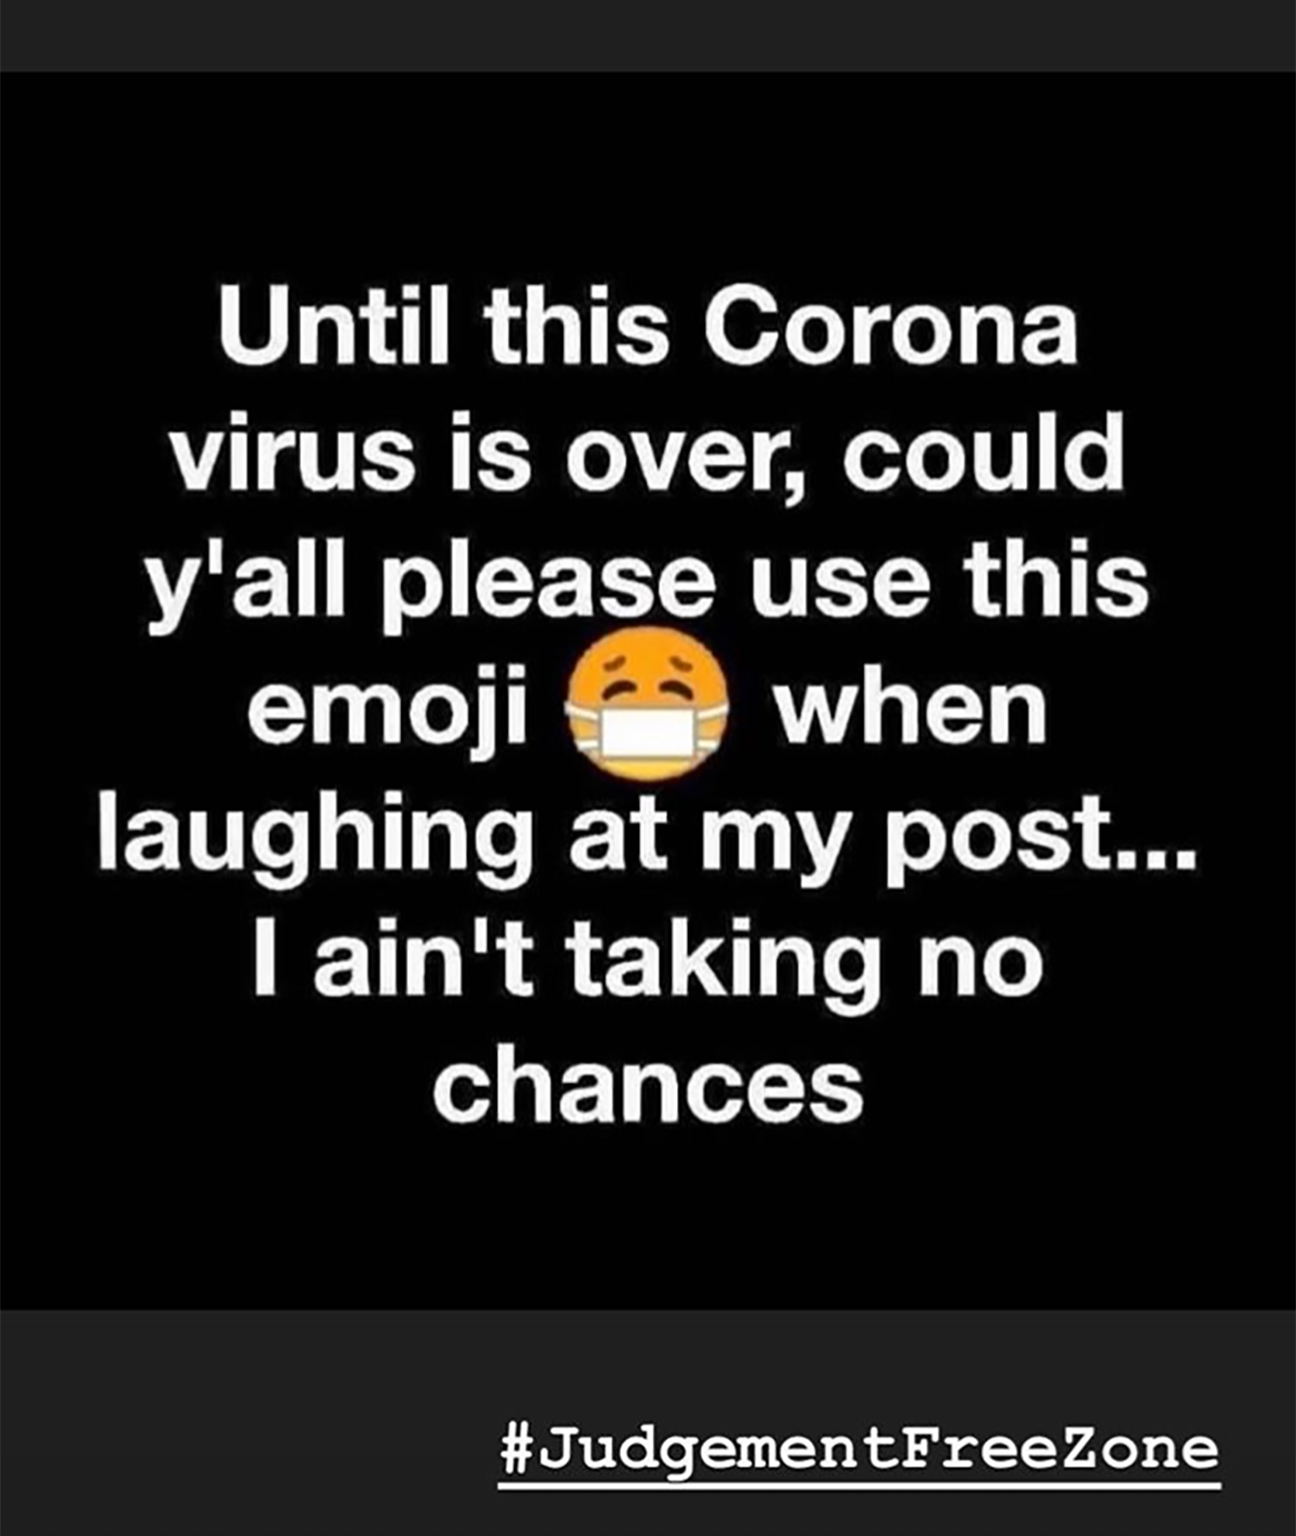 Until this Corona
virus is over, could
y'all please use this
emoji 😷 when
laughing at my post...
I ain't taking no
chances
#JudgementFreeZone